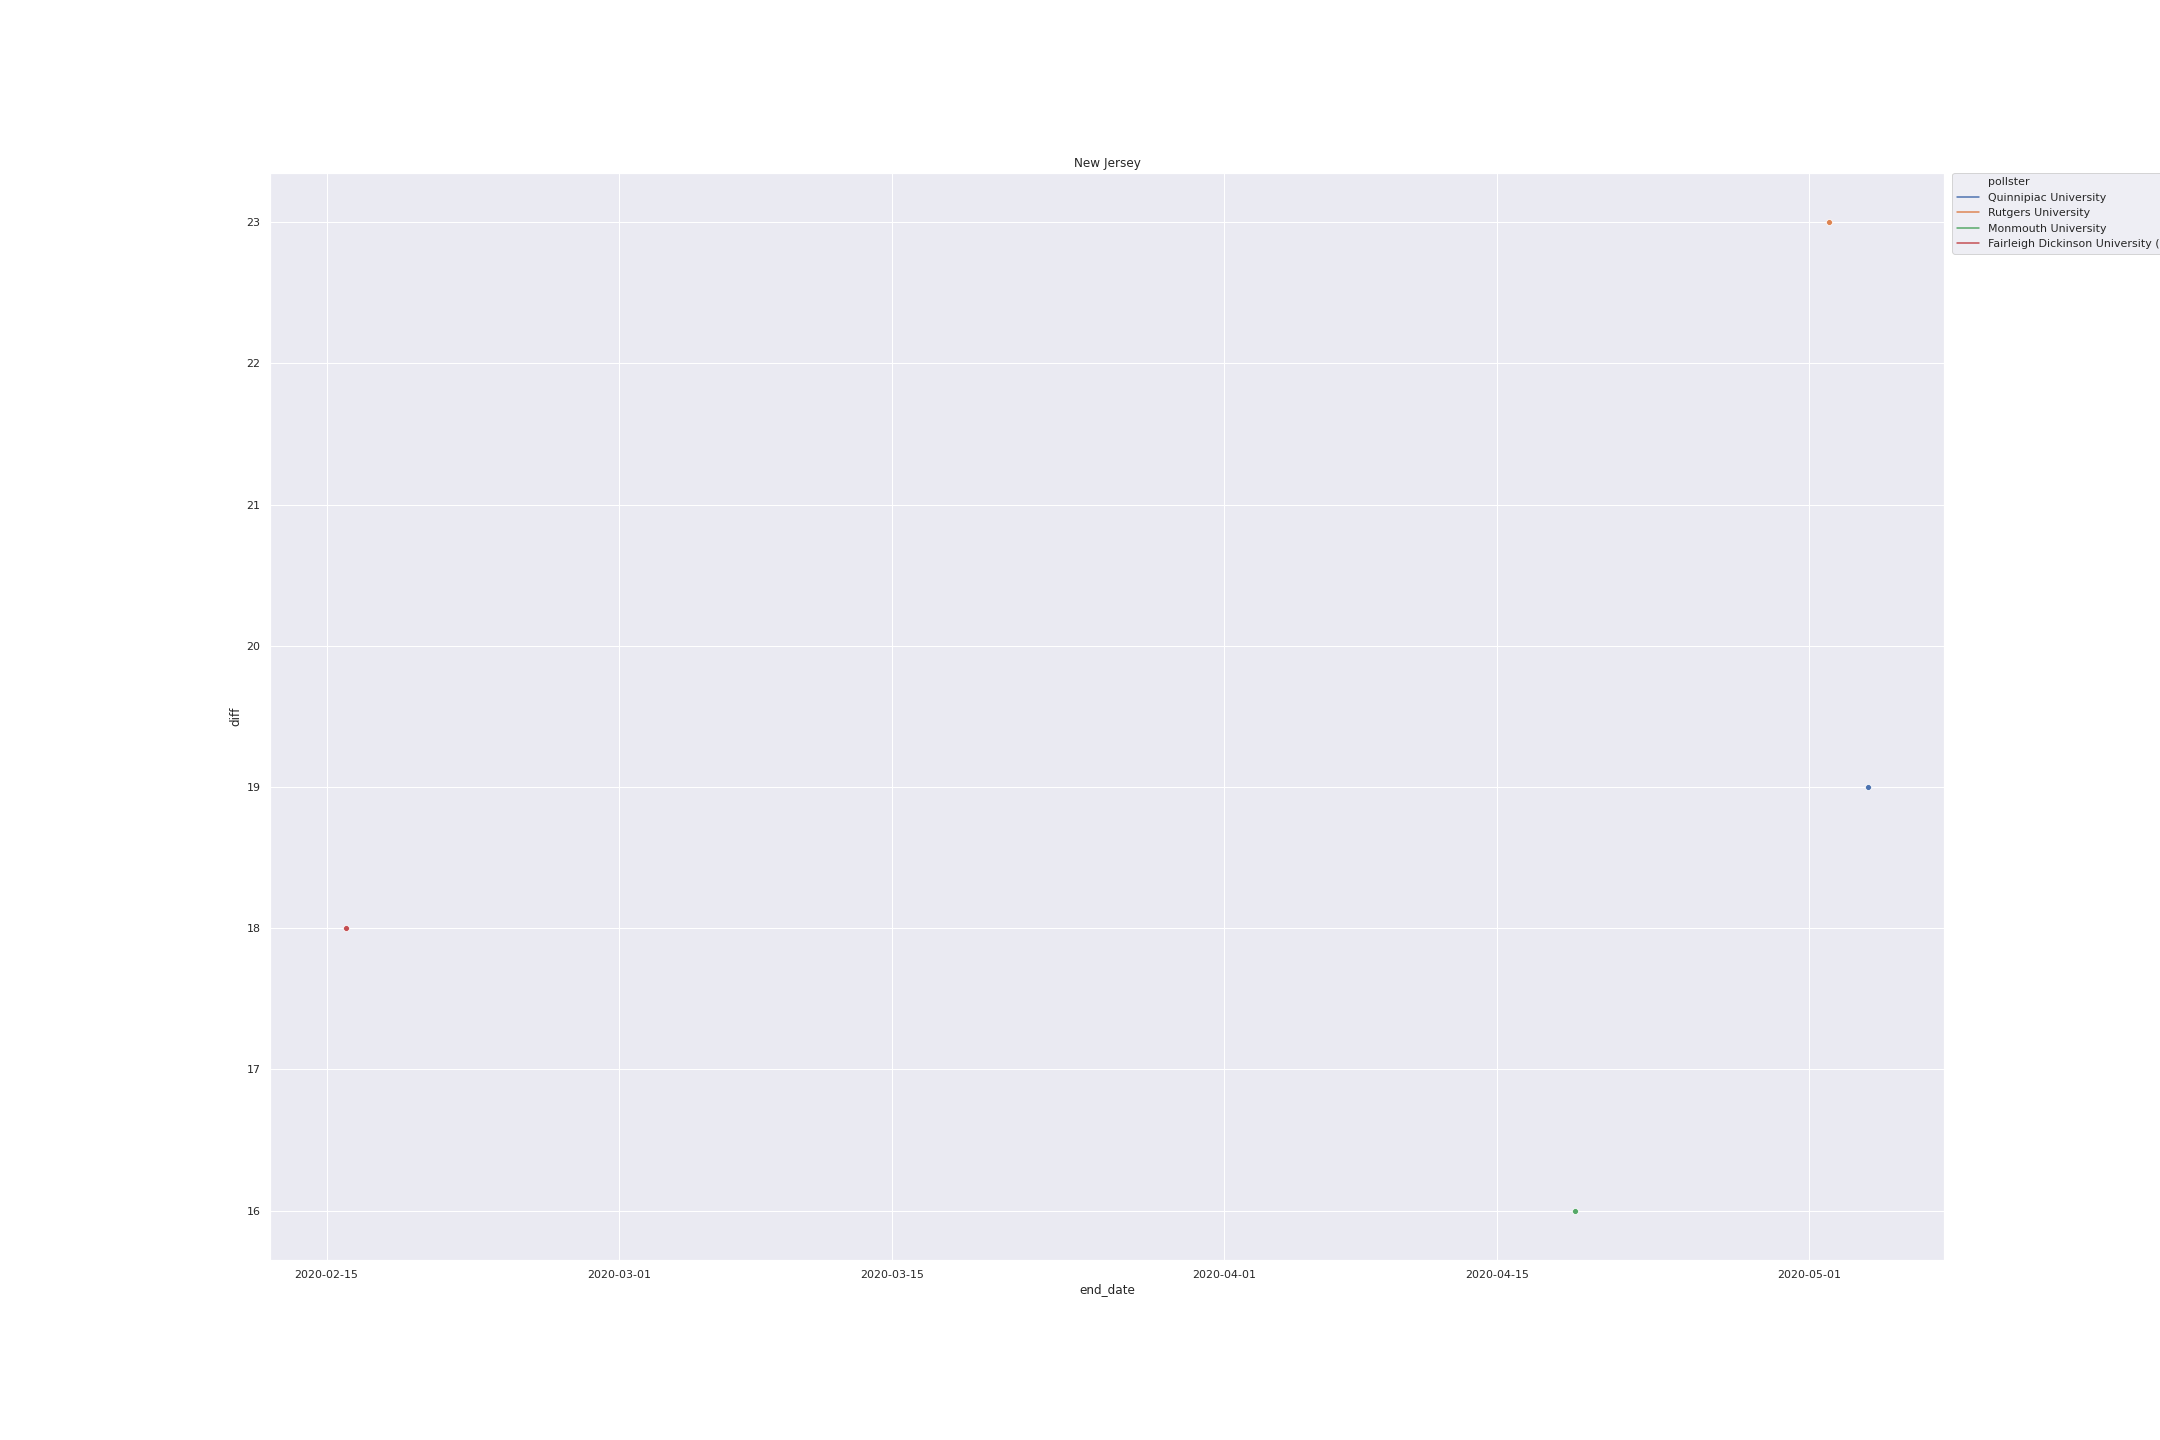 New Jersey
pollster
Quinnipiac University
Rutgers University
Monmouth University
Fairleigh Dickinson University (
23
22
21
20
19
18
17
16
diff
2020-02-15 2020-03-01 2020-03-15 2020-04-01 2020-04-15 2020-05-01
end_date